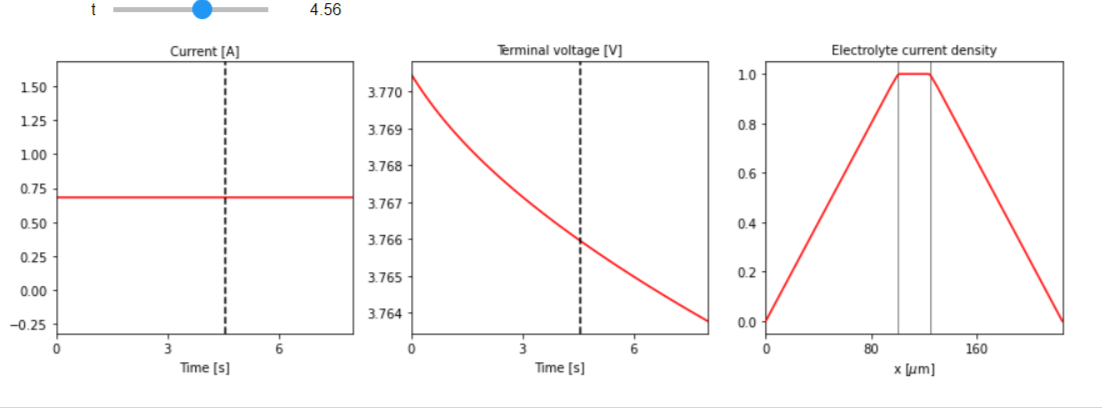 t 4.56
Current [A]
1.50
1.25
1.00
0.75
0.50
0.25
0.00
−0.25
0 3 6
Time [s]
Terminal voltage [V]
3.770
3.769
3.768
3.767
3.766
3.765
3.764
0 3 6
Time [s]
Electrolyte current density
1.0
0.8
0.6
0.4
0.2
0.0
0 80 160
x [μm]